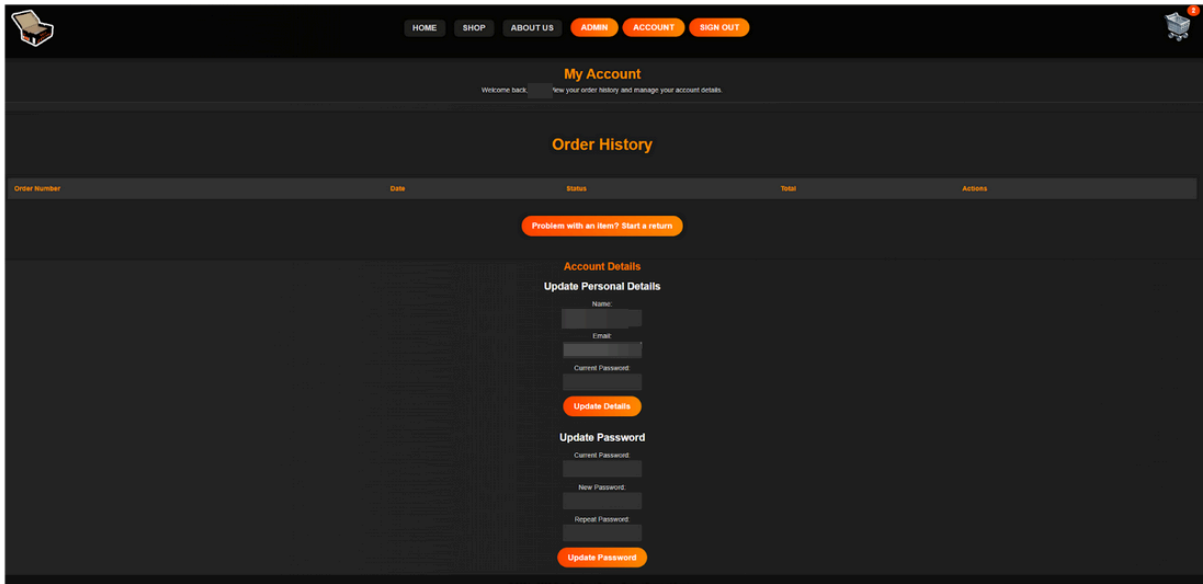 2
HOME SHOP ABOUT US ADMIN ACCOUNT SIGN OUT
My Account
Welcome back, View your order history and manage your account details.
Order History
Order Number Date Status Total Actions
Problem with an item? Start a return
Account Details
Update Personal Details
Name:
Email:
Current Password:
Update Details
Update Password
Current Password:
New Password:
Repeat Password:
Update Password